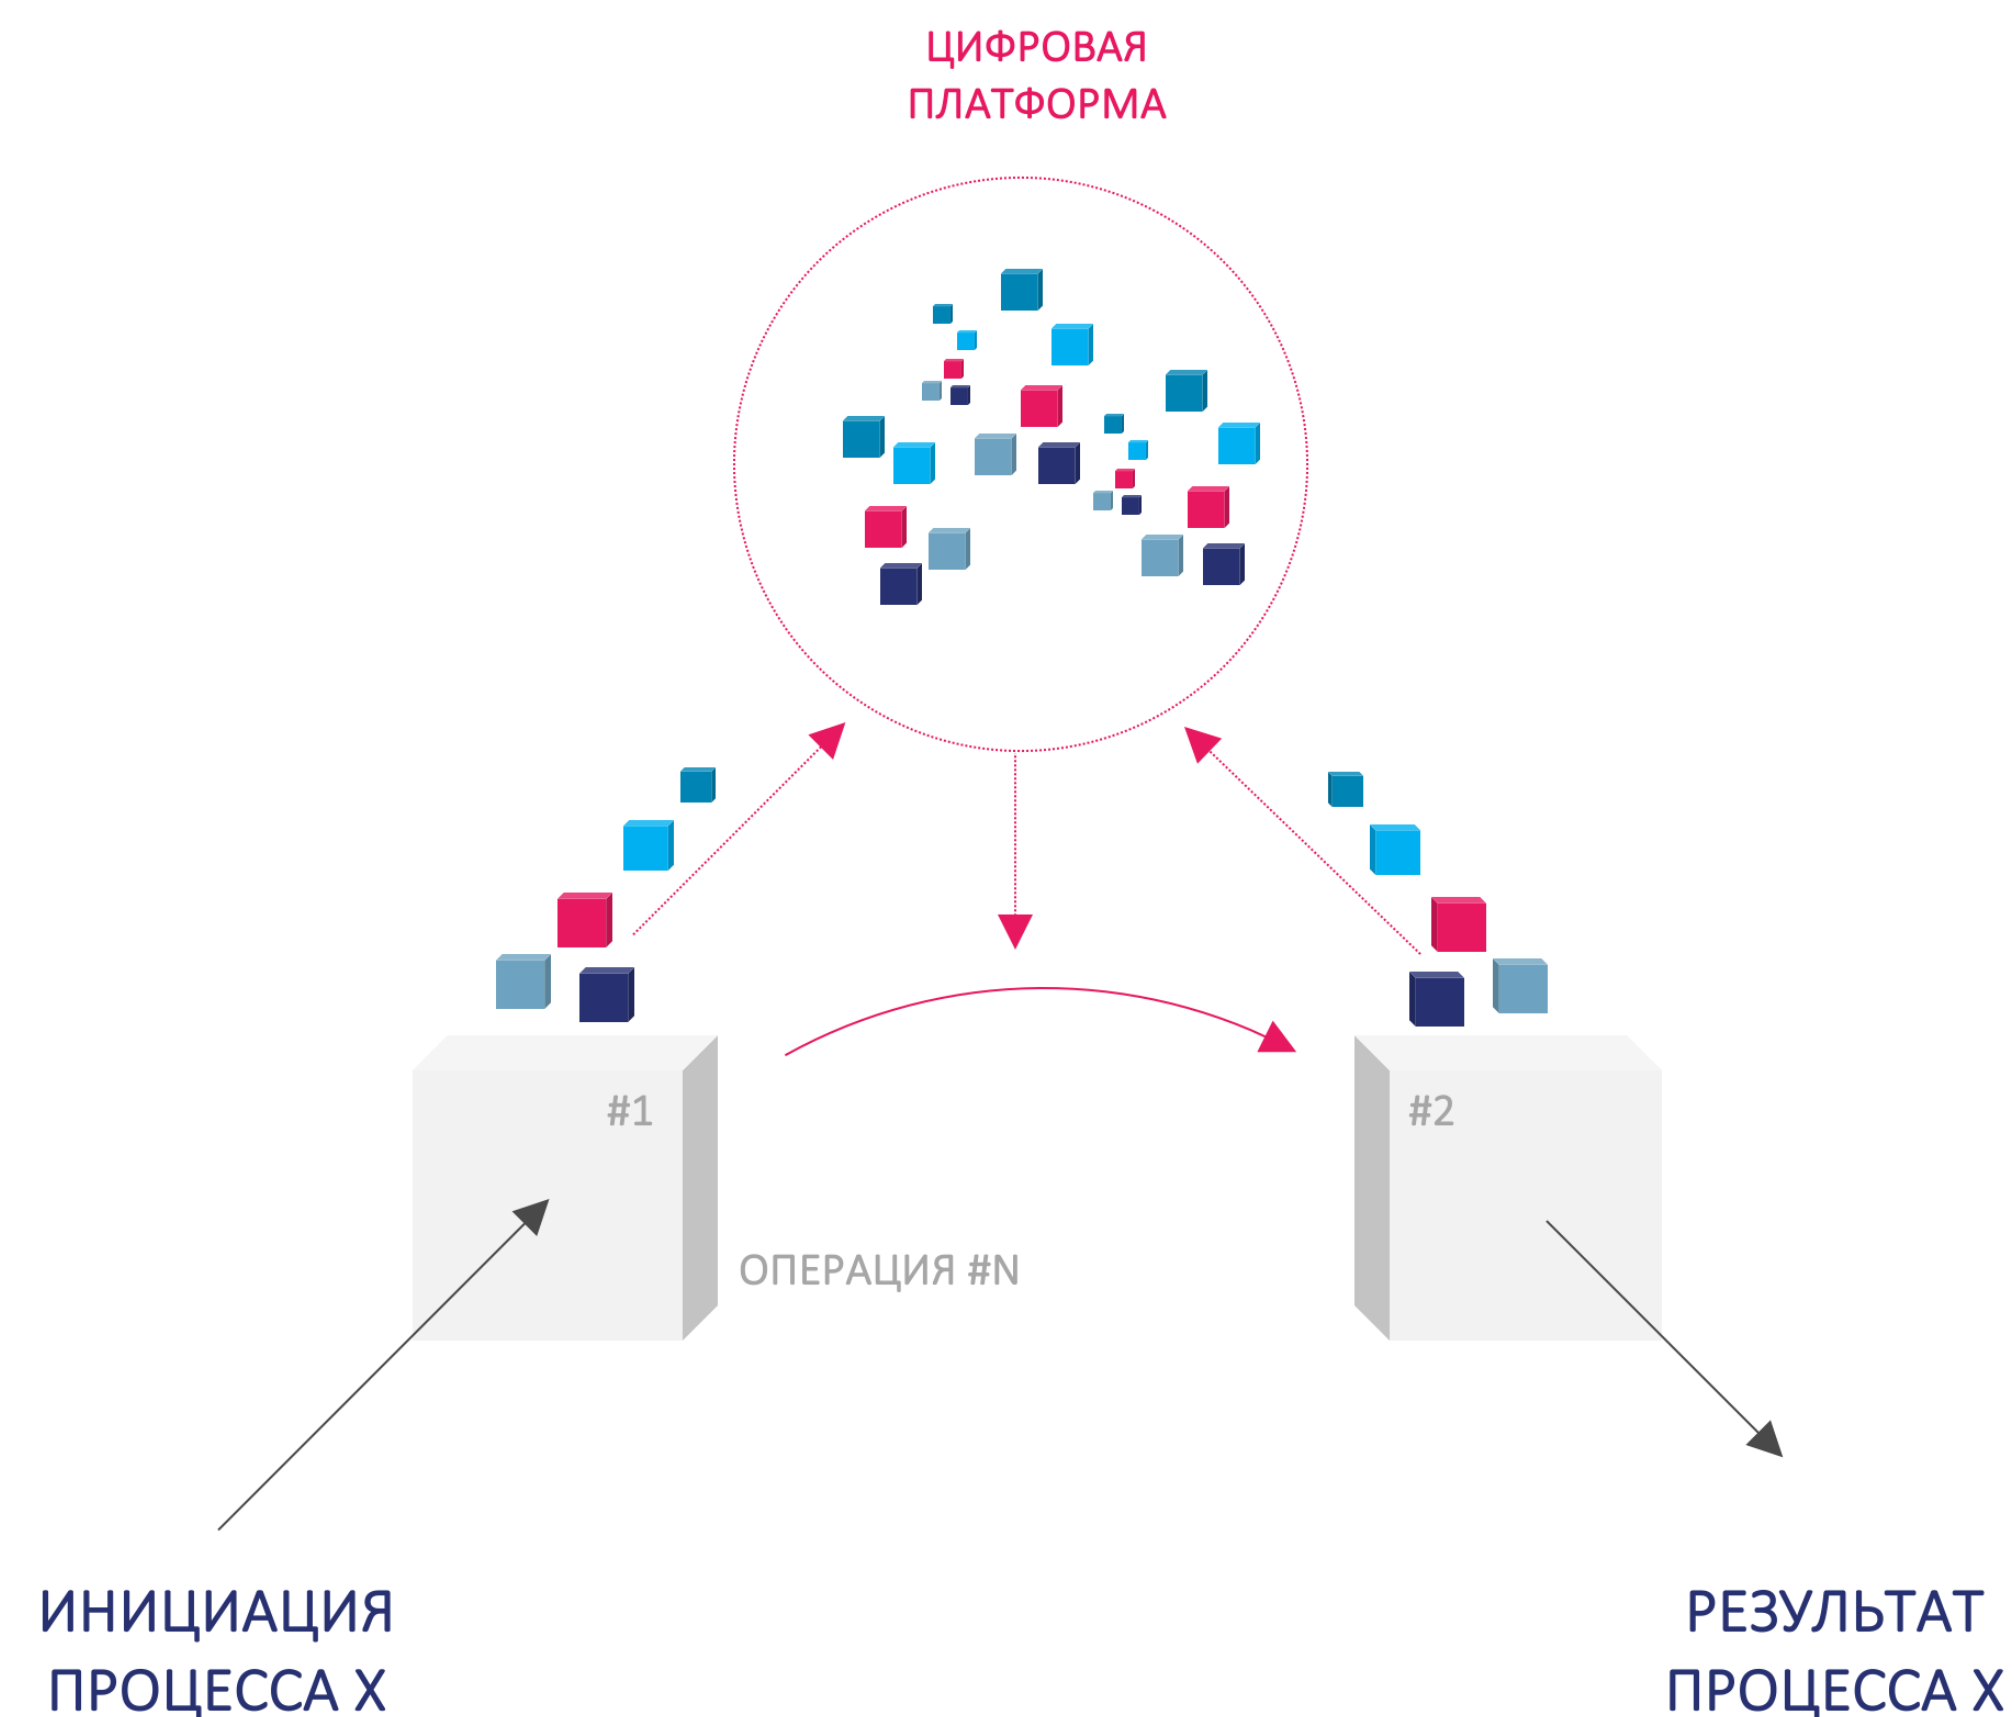 ЦИФРОВАЯ
ПЛАТФОРМА
#1
#2
ОПЕРАЦИЯ #N
ИНИЦИАЦИЯ
ПРОЦЕССА X
РЕЗУЛЬТАТ
ПРОЦЕССА X